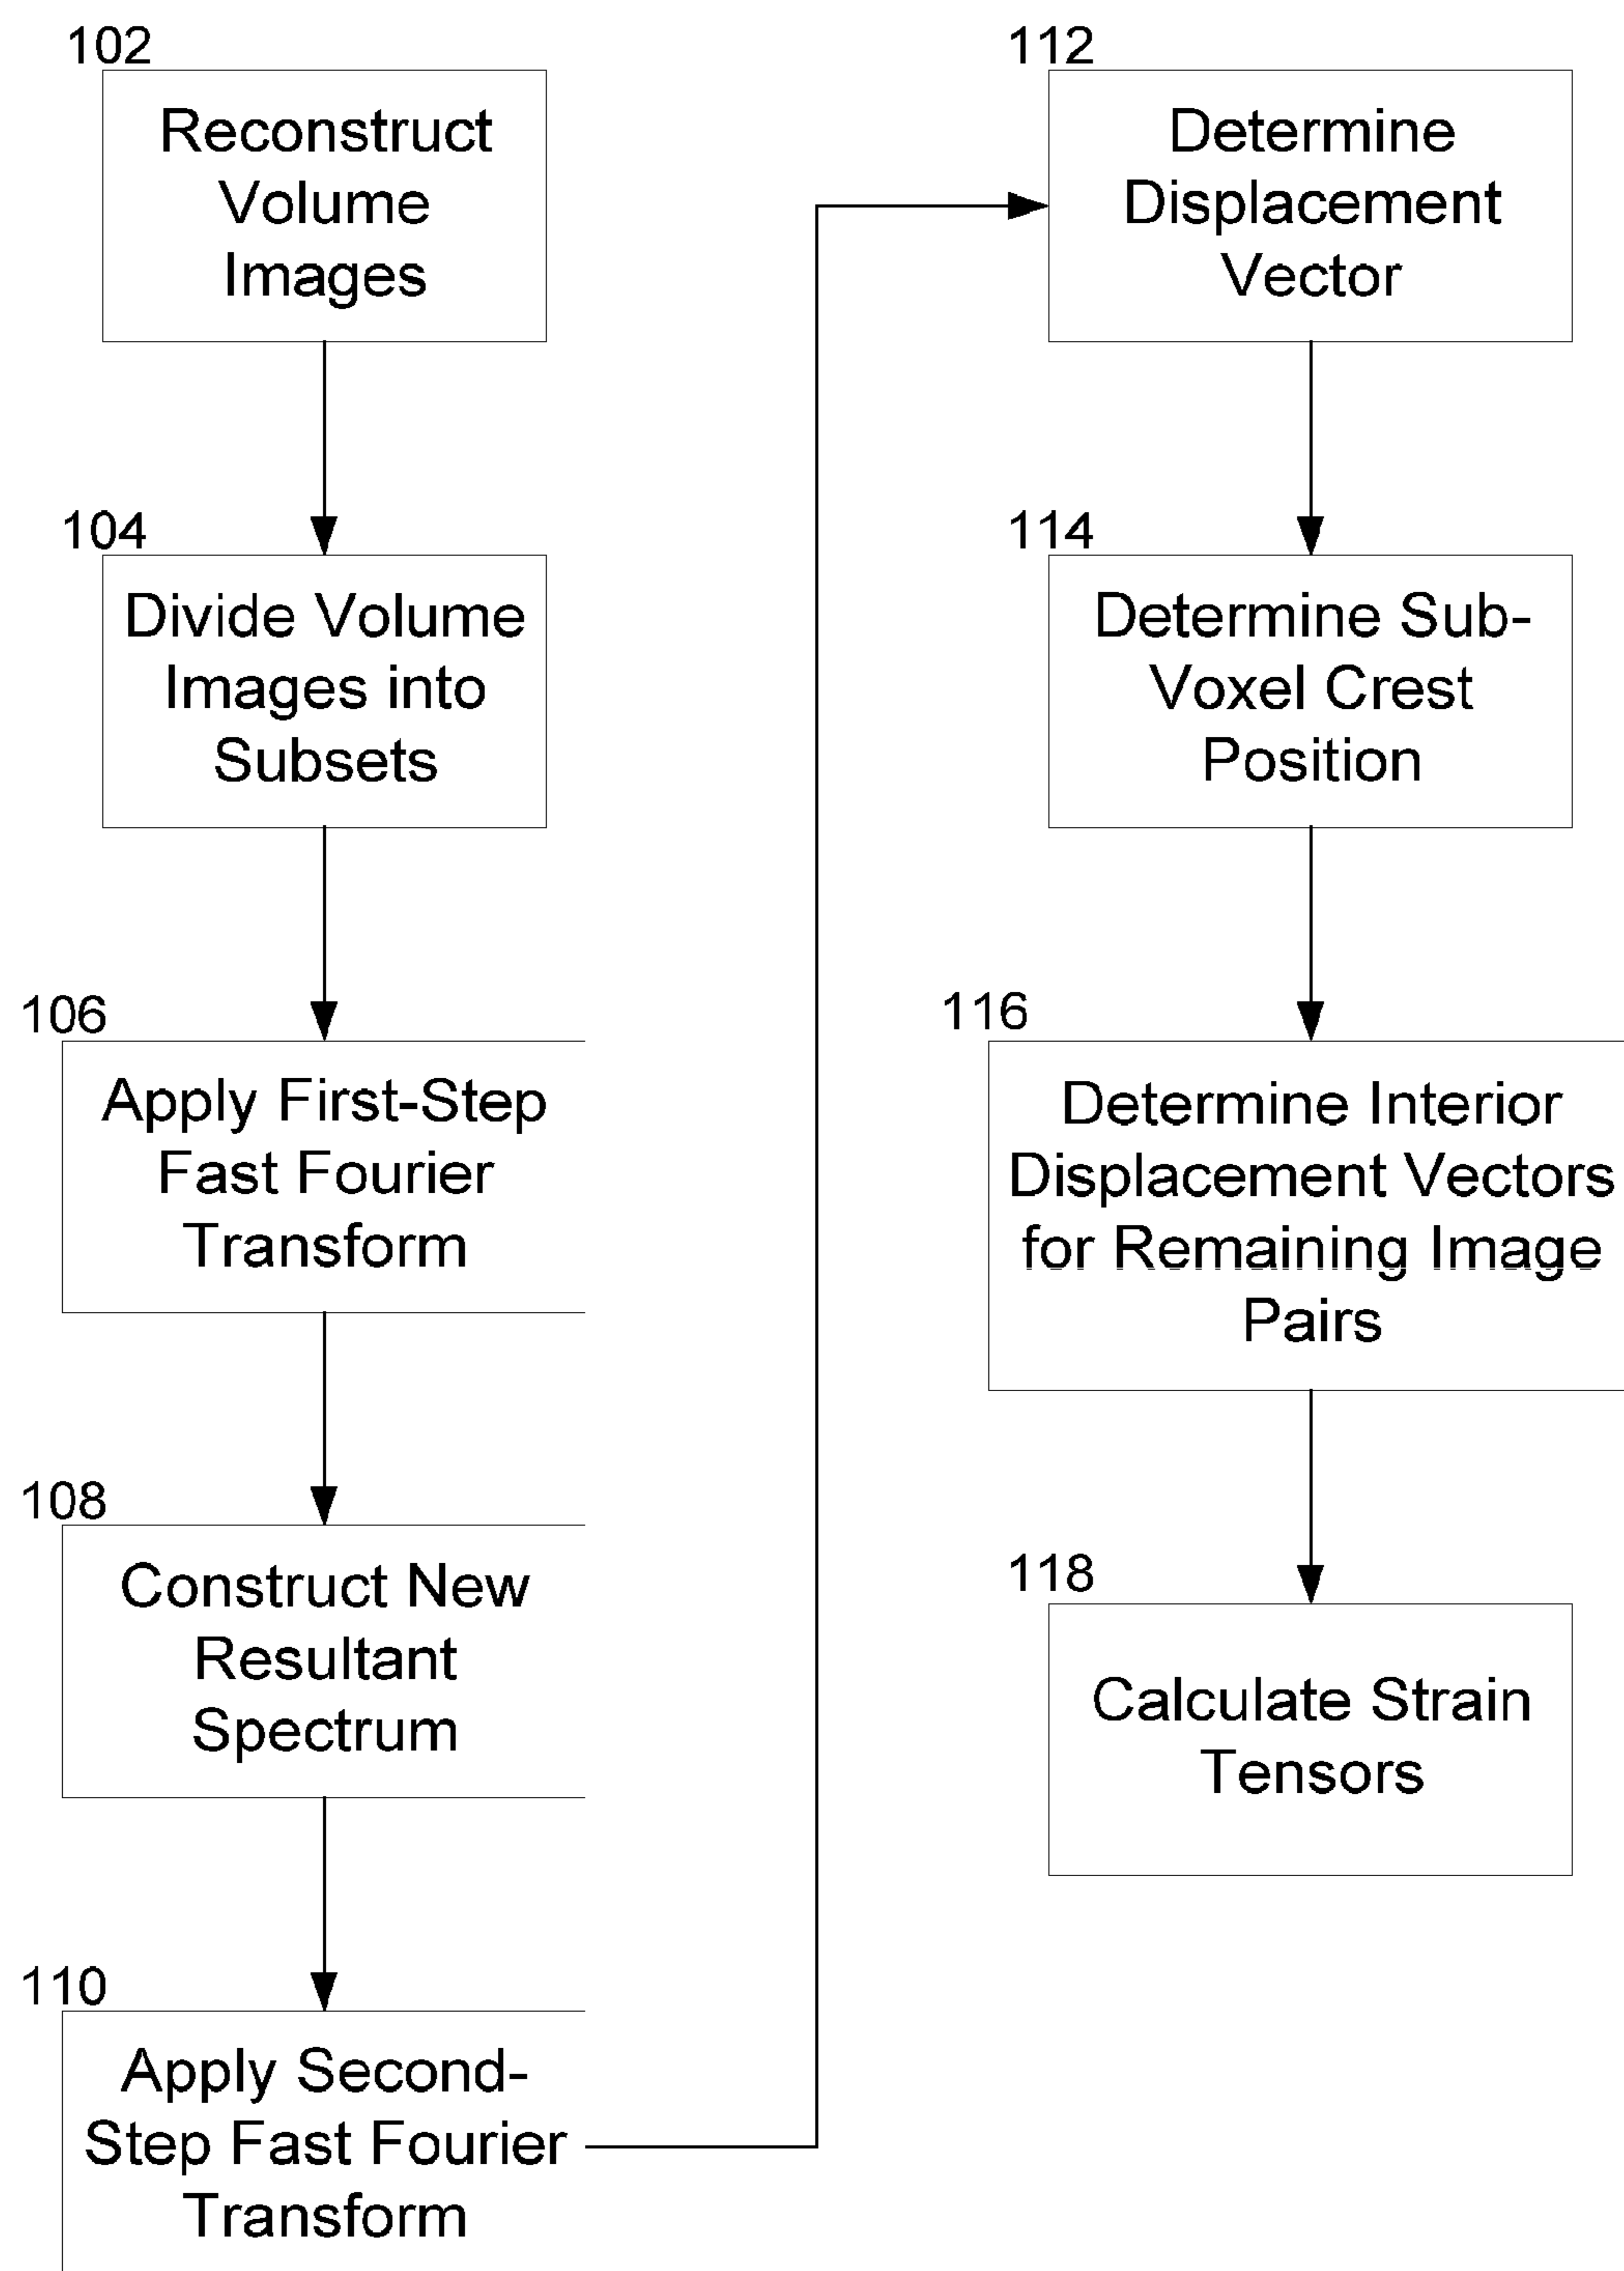 102
Reconstruct
Volume
Images
104
Divide Volume
Images into
Subsets
106
Apply First-Step
Fast Fourier
Transform
108
Construct New
Resultant
Spectrum
110
Apply Second-
Step Fast Fourier
Transform
112
Determine
Displacement
Vector
114
Determine Sub-
Voxel Crest
Position
116
Determine Interior
Displacement Vectors
for Remaining Image
Pairs
118
Calculate Strain
Tensors